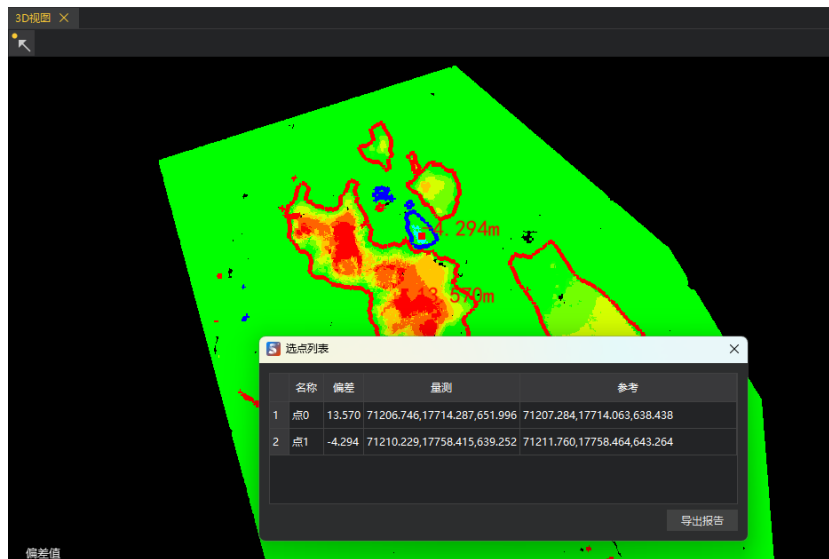 3D视图
-4.294m
13.570m
选点列表
名称 偏差 量测 参考
1 点0 13.570 71206.746,17714.287,651.996 71207.284,17714.063,638.438
2 点1 -4.294 71210.229,17758.415,639.252 71211.760,17758.464,643.264
导出报告
偏差值